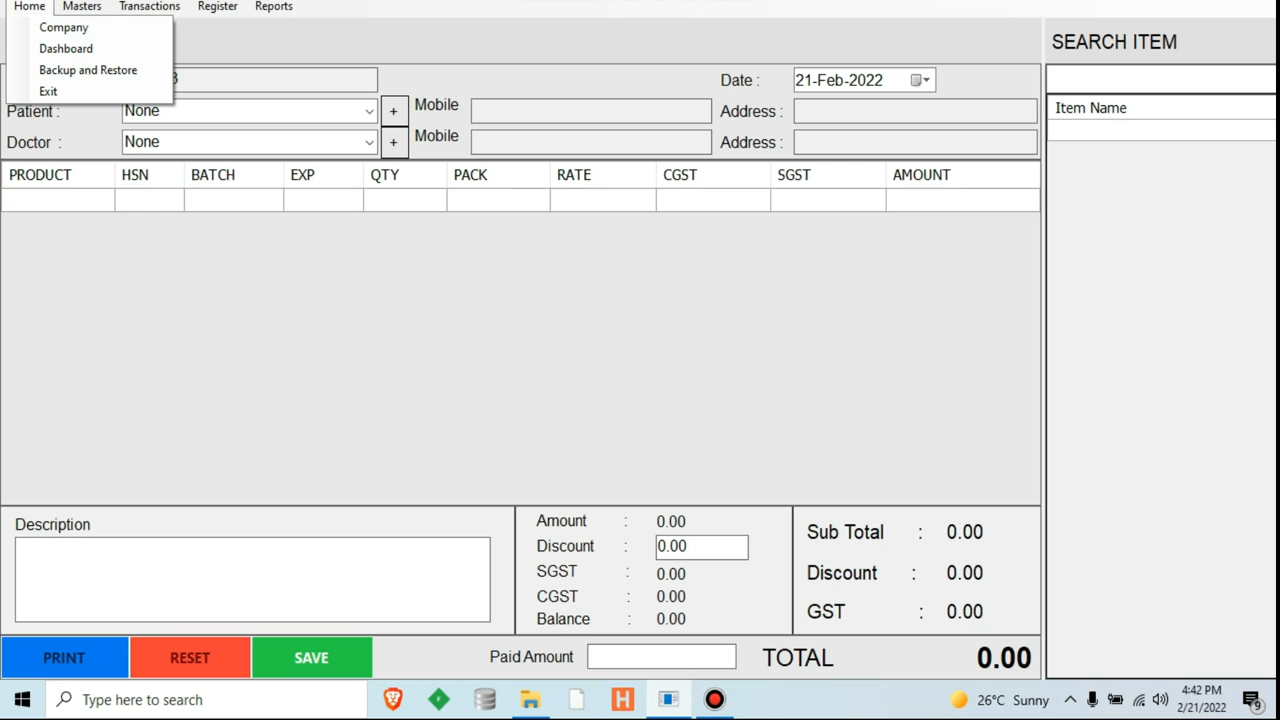 Home Masters Transactions Register Reports
Company
Dashboard
Backup and Restore
Exit
SEARCH ITEM
Date : 21-Feb-2022
Item Name
Patient : None + Mobile Address :
Doctor : None + Mobile Address :
PRODUCT HSN BATCH EXP QTY PACK RATE CGST SGST AMOUNT
Description
Amount : 0.00
Discount : 0.00
SGST : 0.00
CGST : 0.00
Balance : 0.00
Sub Total : 0.00
Discount : 0.00
GST : 0.00
PRINT RESET SAVE Paid Amount TOTAL 0.00
Type here to search H 26°C Sunny 4:42 PM
2/21/2022 9